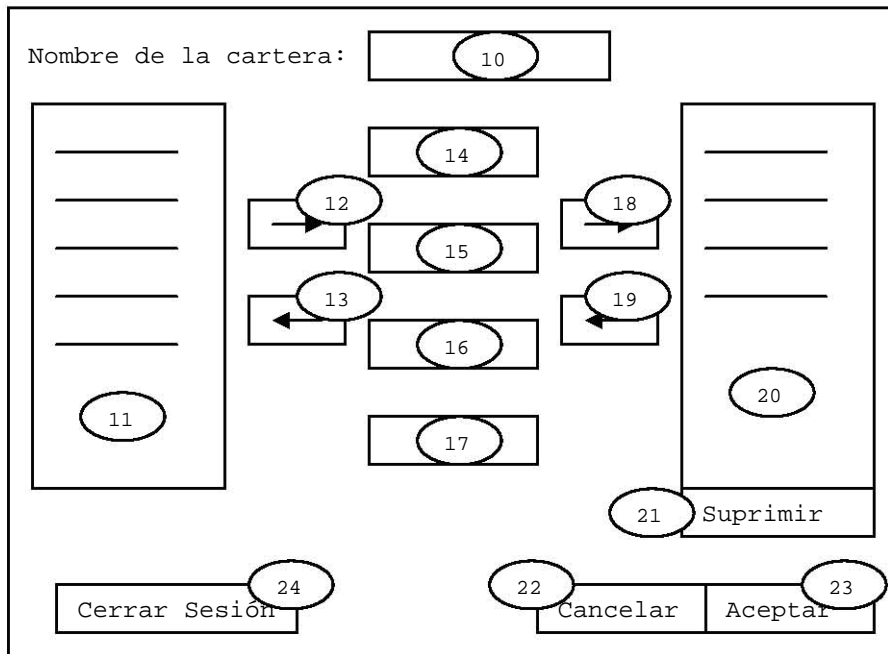 Nombre de la cartera: 10
14
12
18
15
13
19
16
20
11
17
21 Suprimir
24
22
23
Cerrar Sesión
Cancelar
Aceptar